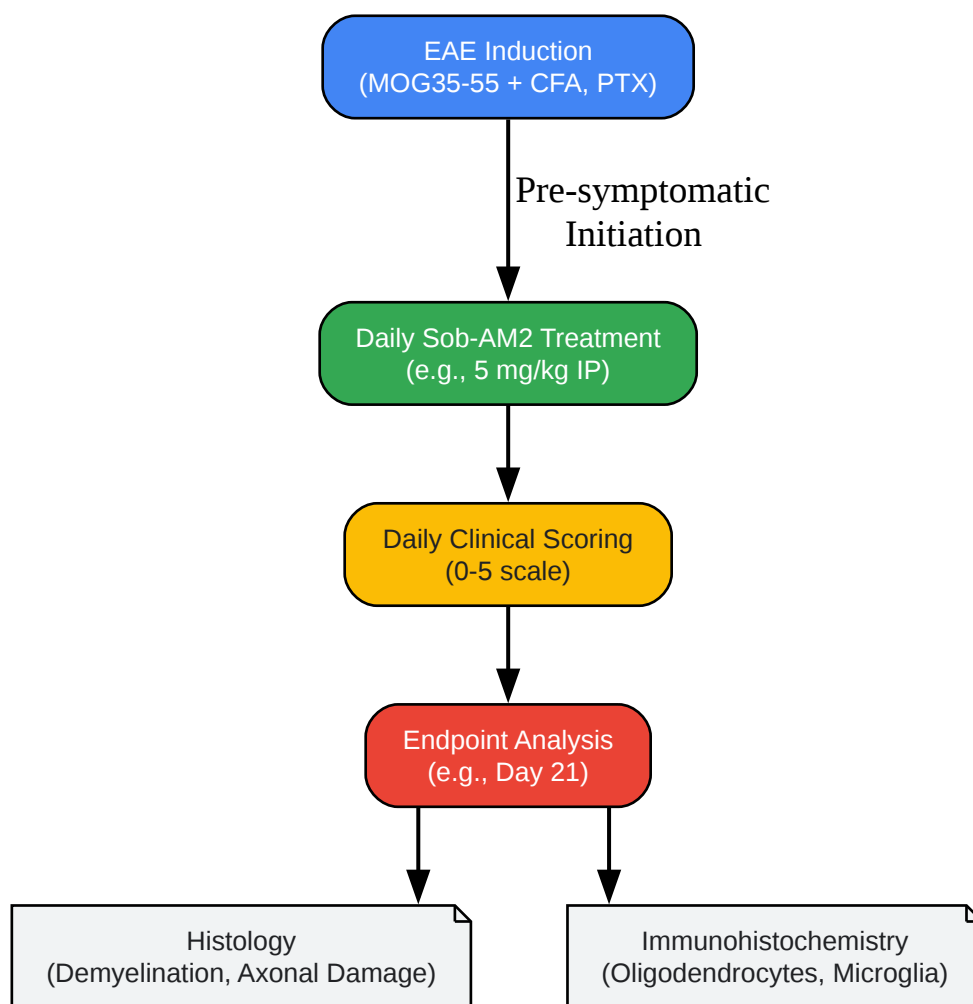 EAE Induction
(MOG35-55 + CFA, PTX)
Pre-symptomatic
Initiation
Daily Sob-AM2 Treatment
(e.g., 5 mg/kg IP)
Daily Clinical Scoring
(0-5 scale)
Endpoint Analysis
(e.g., Day 21)
Histology
(Demyelination, Axonal Damage)
Immunohistochemistry
(Oligodendrocytes, Microglia)